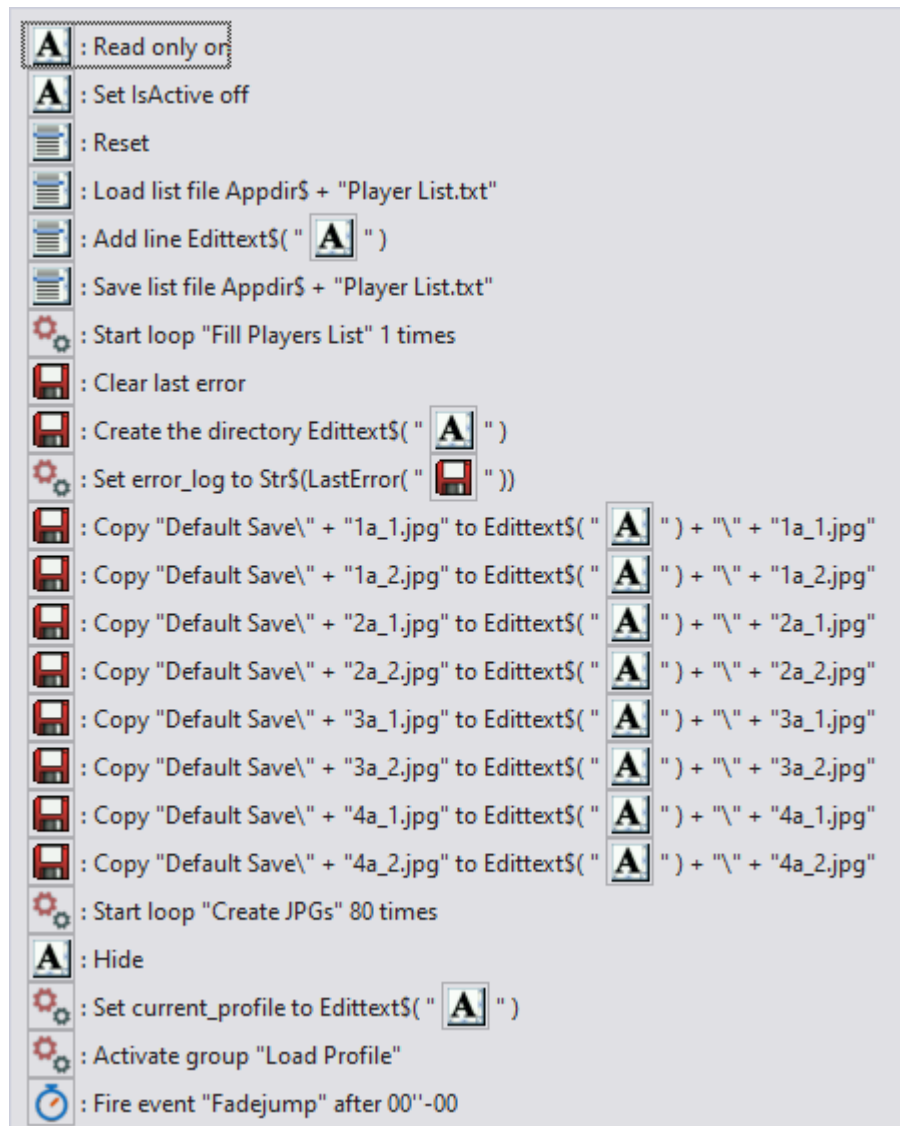 : Read only on
: Set IsActive off
: Reset
: Load list file Appdir$ + "Player List.txt"
: Add line Edittext$( " A " )
: Save list file Appdir$ + "Player List.txt"
: Start loop "Fill Players List" 1 times
: Clear last error
: Create the directory Edittext$( " A " )
: Set error_log to Str$(LastError( " " ))
: Copy "Default Save\" + "1a_1.jpg" to Edittext$( " A " ) + "\" + "1a_1.jpg"
: Copy "Default Save\" + "1a_2.jpg" to Edittext$( " A " ) + "\" + "1a_2.jpg"
: Copy "Default Save\" + "2a_1.jpg" to Edittext$( " A " ) + "\" + "2a_1.jpg"
: Copy "Default Save\" + "2a_2.jpg" to Edittext$( " A " ) + "\" + "2a_2.jpg"
: Copy "Default Save\" + "3a_1.jpg" to Edittext$( " A " ) + "\" + "3a_1.jpg"
: Copy "Default Save\" + "3a_2.jpg" to Edittext$( " A " ) + "\" + "3a_2.jpg"
: Copy "Default Save\" + "4a_1.jpg" to Edittext$( " A " ) + "\" + "4a_1.jpg"
: Copy "Default Save\" + "4a_2.jpg" to Edittext$( " A " ) + "\" + "4a_2.jpg"
: Start loop "Create JPGs" 80 times
: Hide
: Set current_profile to Edittext$( " A " )
: Activate group "Load Profile"
: Fire event "Fadejump" after 00''-00